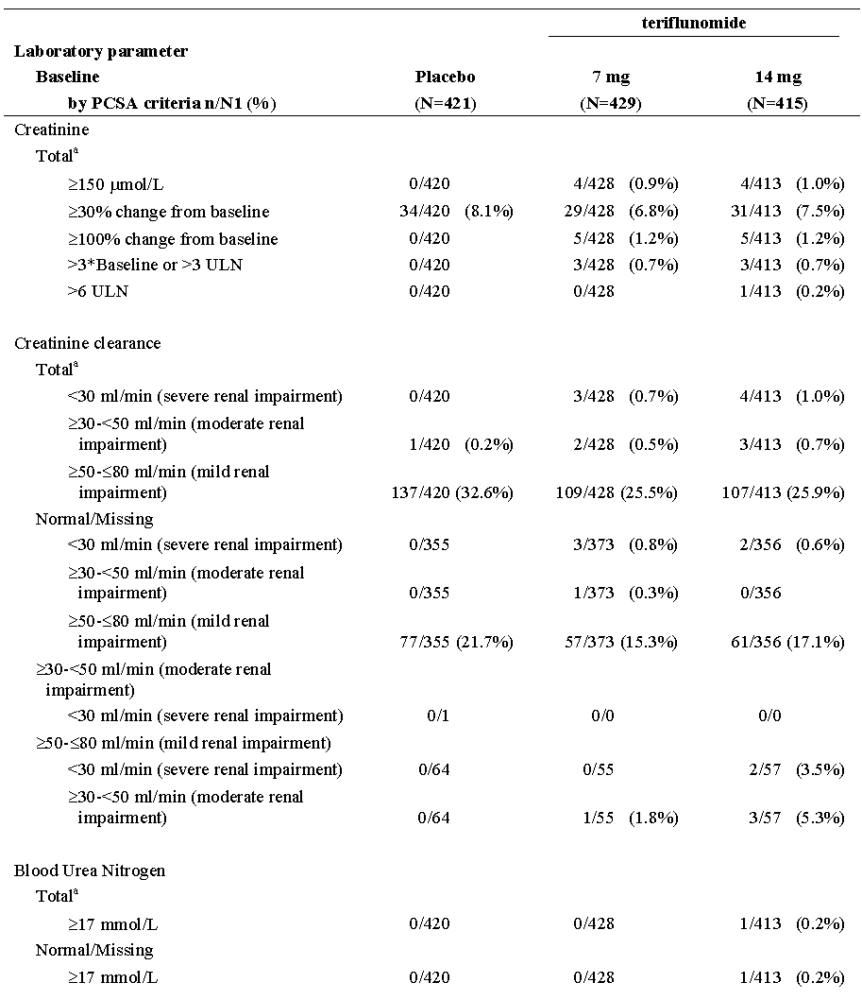 teriflunomide
Laboratory parameter
Baseline Placebo 7 mg 14 mg
by PCSA criteria n/N1 (%) (N=421) (N=429) (N=415)
Creatinine
Totalª
≥150 µmol/L 0/420 4/428 (0.9%) 4/413 (1.0%)
≥30% change from baseline 34/420 (8.1%) 29/428 (6.8%) 31/413 (7.5%)
≥100% change from baseline 0/420 5/428 (1.2%) 5/413 (1.2%)
>3*Baseline or >3 ULN 0/420 3/428 (0.7%) 3/413 (0.7%)
>6 ULN 0/420 0/428 1/413 (0.2%)
Creatinine clearance
Totalª
<30 ml/min (severe renal impairment) 0/420 3/428 (0.7%) 4/413 (1.0%)
≥30-<50 ml/min (moderate renal
impairment) 1/420 (0.2%) 2/428 (0.5%) 3/413 (0.7%)
≥50-≤80 ml/min (mild renal
impairment) 137/420 (32.6%) 109/428 (25.5%) 107/413 (25.9%)
Normal/Missing
<30 ml/min (severe renal impairment) 0/355 3/373 (0.8%) 2/356 (0.6%)
≥30-<50 ml/min (moderate renal
impairment) 0/355 1/373 (0.3%) 0/356
≥50-≤80 ml/min (mild renal
impairment) 77/355 (21.7%) 57/373 (15.3%) 61/356 (17.1%)
≥30-<50 ml/min (moderate renal
impairment)
<30 ml/min (severe renal impairment) 0/1 0/0 0/0
≥50-≤80 ml/min (mild renal impairment)
<30 ml/min (severe renal impairment) 0/64 0/55 2/57 (3.5%)
≥30-<50 ml/min (moderate renal
impairment) 0/64 1/55 (1.8%) 3/57 (5.3%)
Blood Urea Nitrogen
Totalª
≥17 mmol/L 0/420 0/428 1/413 (0.2%)
Normal/Missing
≥17 mmol/L 0/420 0/428 1/413 (0.2%)